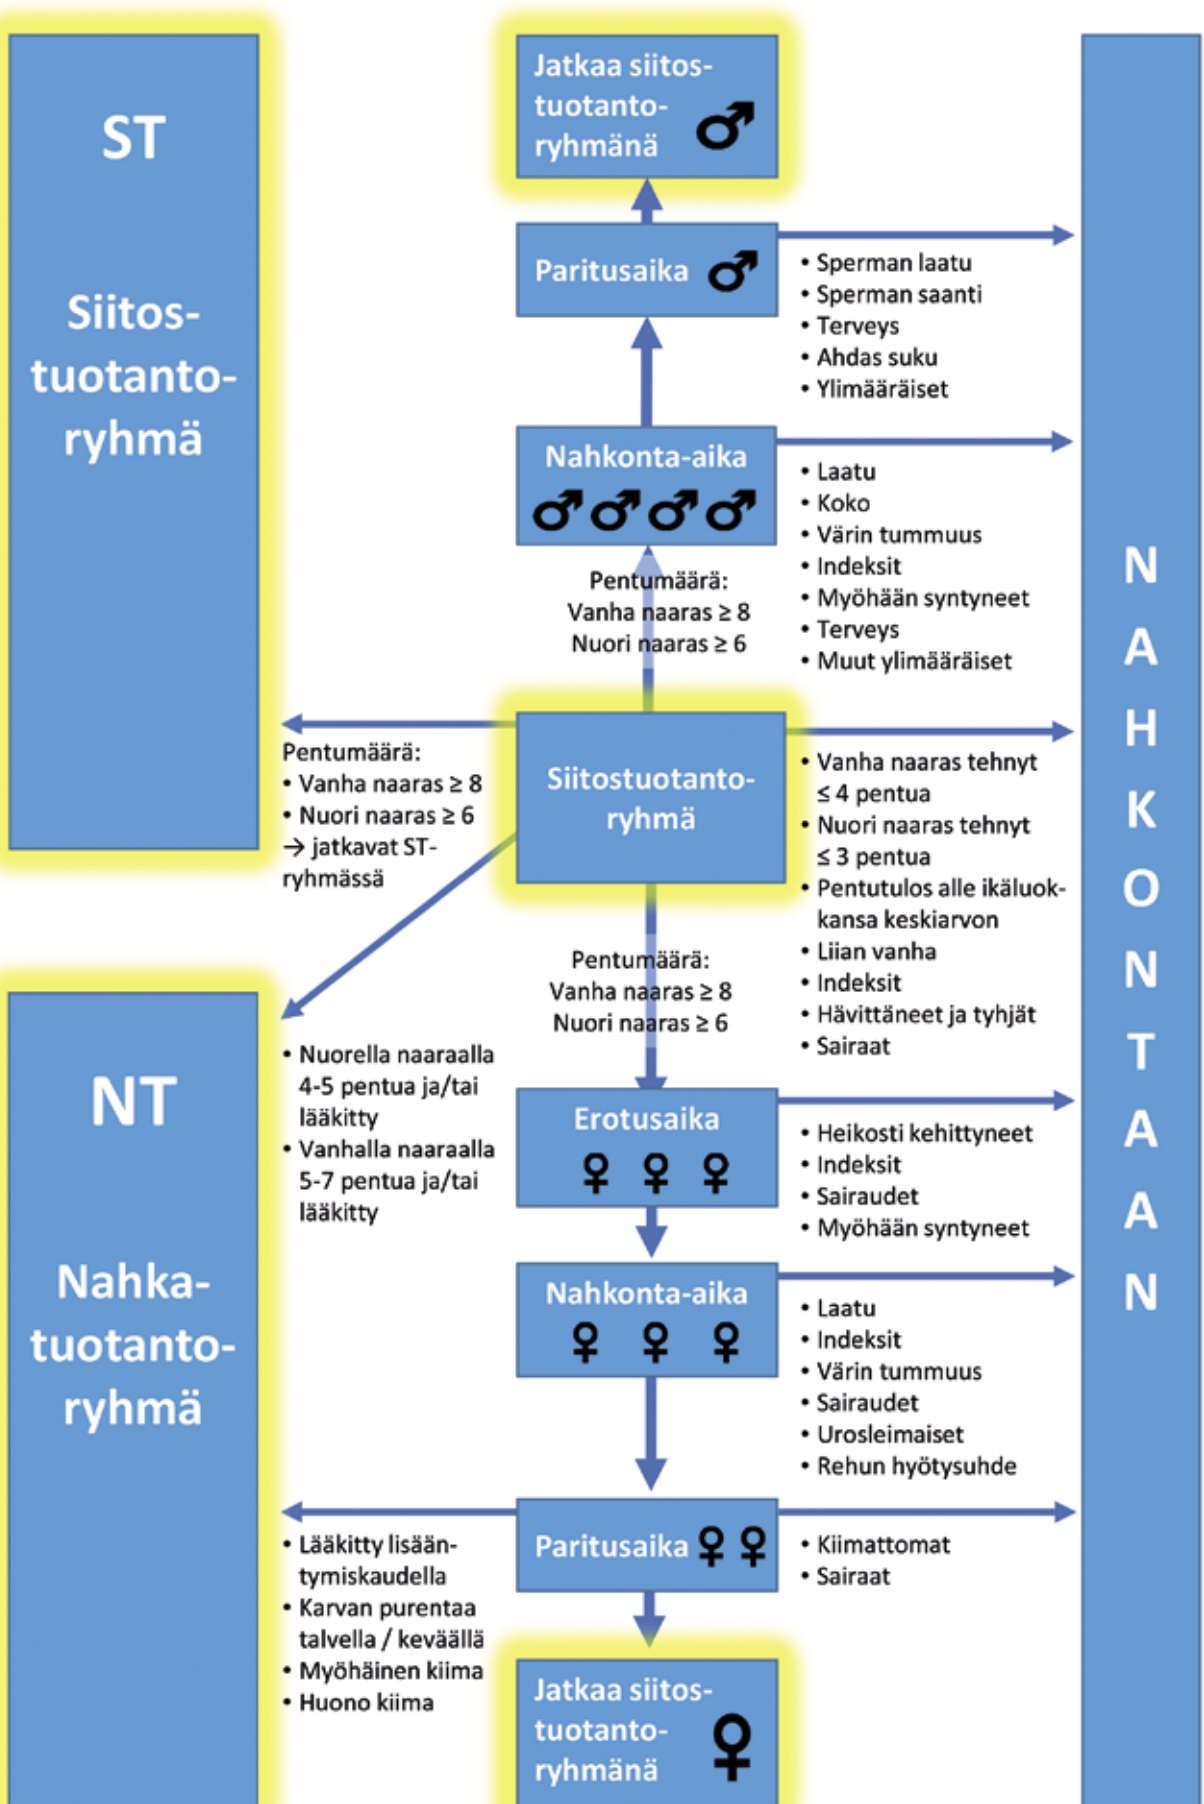 ST
Siitos-
tuotanto-
ryhmä
Jatkaa siitos-
tuotanto-
ryhmänä
Paritusaika
• Sperman laatu
• Sperman saanti
• Terveys
• Ahdas suku
• Ylimääräiset
Nahkonta-aika
• Laatu
• Koko
• Värin tummuus
• Indeksit
• Myöhään syntyneet
• Terveys
• Muut ylimääräiset
Pentumäärä:
Vanha naaras ≥ 8
Nuori naaras ≥ 6
Siitostuotanto-
ryhmä
Pentumäärä:
• Vanha naaras ≥ 8
• Nuori naaras ≥ 6
→ jatkavat ST-
ryhmässä
• Vanha naaras tehnyt
≤ 4 pentua
• Nuori naaras tehnyt
≤ 3 pentua
• Pentutulos alle ikäluok-
kansa keskiarvon
• Liian vanha
• Indeksit
• Hävittäneet ja tyhjät
• Sairaat
Pentumäärä:
Vanha naaras ≥ 8
Nuori naaras ≥ 6
NT
Nahka-
tuotanto-
ryhmä
• Nuorella naaraalla
4-5 pentua ja/tai
lääkitty
• Vanhalla naaraalla
5-7 pentua ja/tai
lääkitty
Erotusaika
• Heikosti kehittyneet
• Indeksit
• Sairaudet
• Myöhään syntyneet
Nahkonta-aika
• Laatu
• Indeksit
• Värin tummuus
• Sairaudet
• Urosleimaiset
• Rehun hyötysuhde
Paritusaika
• Lääkitty lisään-
tymiskaudella
• Karvan purentaa
talvella / keväällä
• Myöhäinen kiima
• Huono kiima
• Kiimattomat
• Sairaat
Jatkaa siitos-
tuotanto-
ryhmänä
N
A
H
K
O
N
T
A
A
N